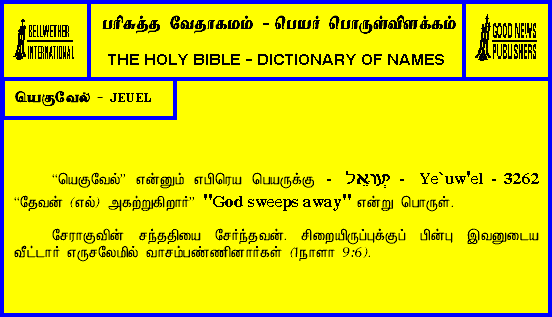 BELLWETHER
INTERNATIONAL
பரிசுத்த வேதாகமம் - பெயர் பொருள்விளக்கம்
THE HOLY BIBLE - DICTIONARY OF NAMES
GOOD NEWS
PUBLISHERS
யெகுவேல் - JEUEL
“யெகுவேல்” என்னும் எபிரெய பெயருக்கு - יְעוּאֵל - Ye`uw'el - 3262
“தேவன் (எல்) அகற்றுகிறார்” "God sweeps away" என்று பொருள்.
சேராகுவின் சந்ததியை சேர்ந்தவன். சிறையிருப்புக்குப் பின்பு இவனுடைய
வீட்டார் எருசலேமில் வாசம்பண்ணினார்கள் (1நாளா 9:6).